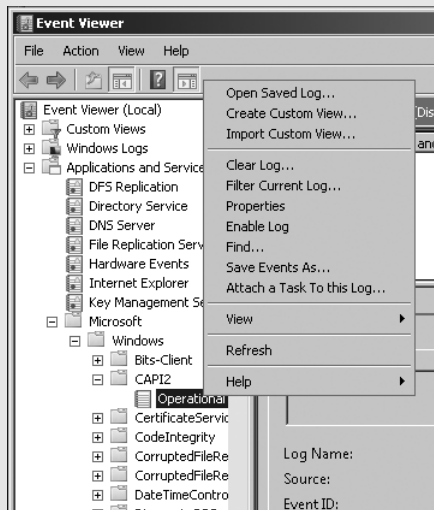 Event Viewer
File Action View Help
Event Viewer (Local)
Custom Views
Windows Logs
Applications and Service
DFS Replication
Directory Service
DNS Server
File Replication Serv
Hardware Events
Internet Explorer
Key Management Se
Microsoft
Windows
Bits-Client
CAPI2
Operational
CertificateServic
CodeIntegrity
CorruptedFileRe
CorruptedFileRe
DateTimeContro
Open Saved Log...
Create Custom View...
Import Custom View...
Clear Log...
Filter Current Log...
Properties
Enable Log
Find...
Save Events As...
Attach a Task To this Log...
View
Refresh
Help
(Dis
an
Log Name:
Source:
Event ID: